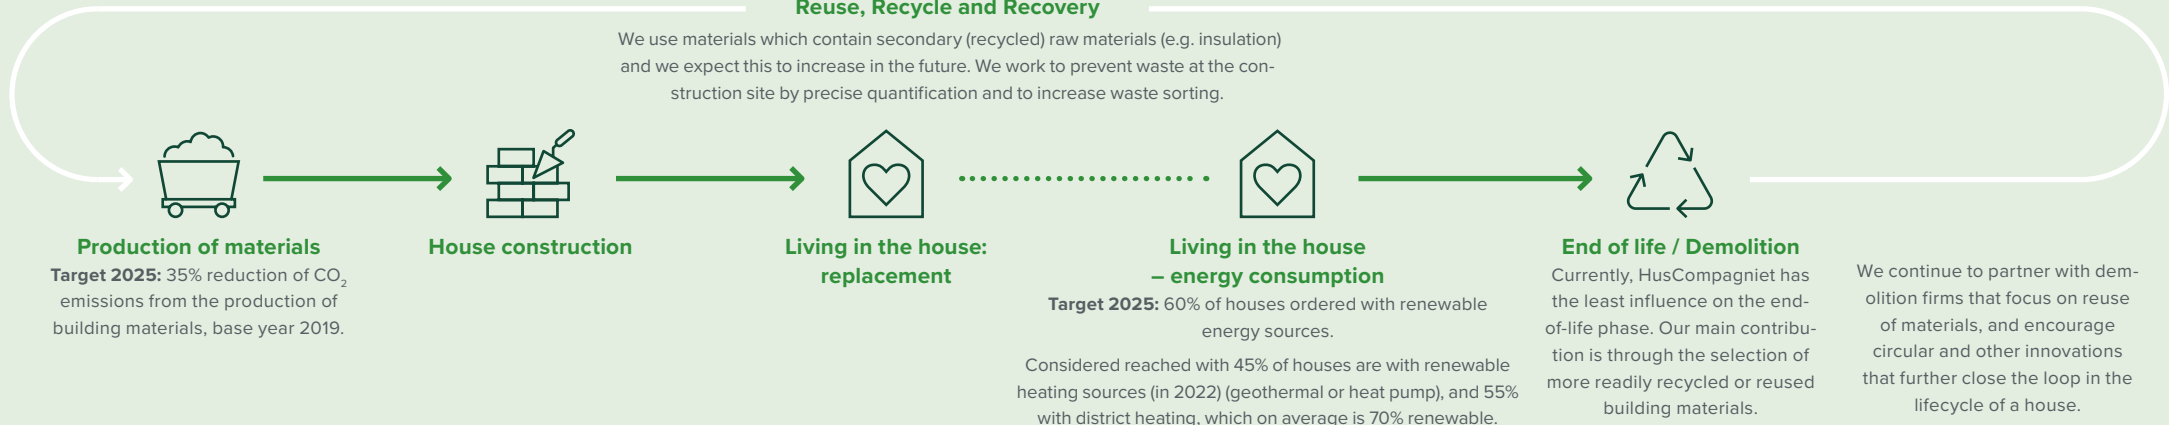 Reuse, Recycle and Recovery
We use materials which contain secondary (recycled) raw materials (e.g. insulation)
and we expect this to increase in the future. We work to prevent waste at the con-
struction site by precise quantification and to increase waste sorting.
Production of materials
Target 2025: 35% reduction of CO₂
emissions from the production of
building materials, base year 2019.
House construction
Living in the house:
replacement
Living in the house
– energy consumption
Target 2025: 60% of houses ordered with renewable
energy sources.
Considered reached with 45% of houses are with renewable
heating sources (in 2022) (geothermal or heat pump), and 55%
with district heating, which on average is 70% renewable.
End of life / Demolition
Currently, HusCompagniet has
the least influence on the end-
of-life phase. Our main contribu-
tion is through the selection of
more readily recycled or reused
building materials.
We continue to partner with dem-
olition firms that focus on reuse
of materials, and encourage
circular and other innovations
that further close the loop in the
lifecycle of a house.